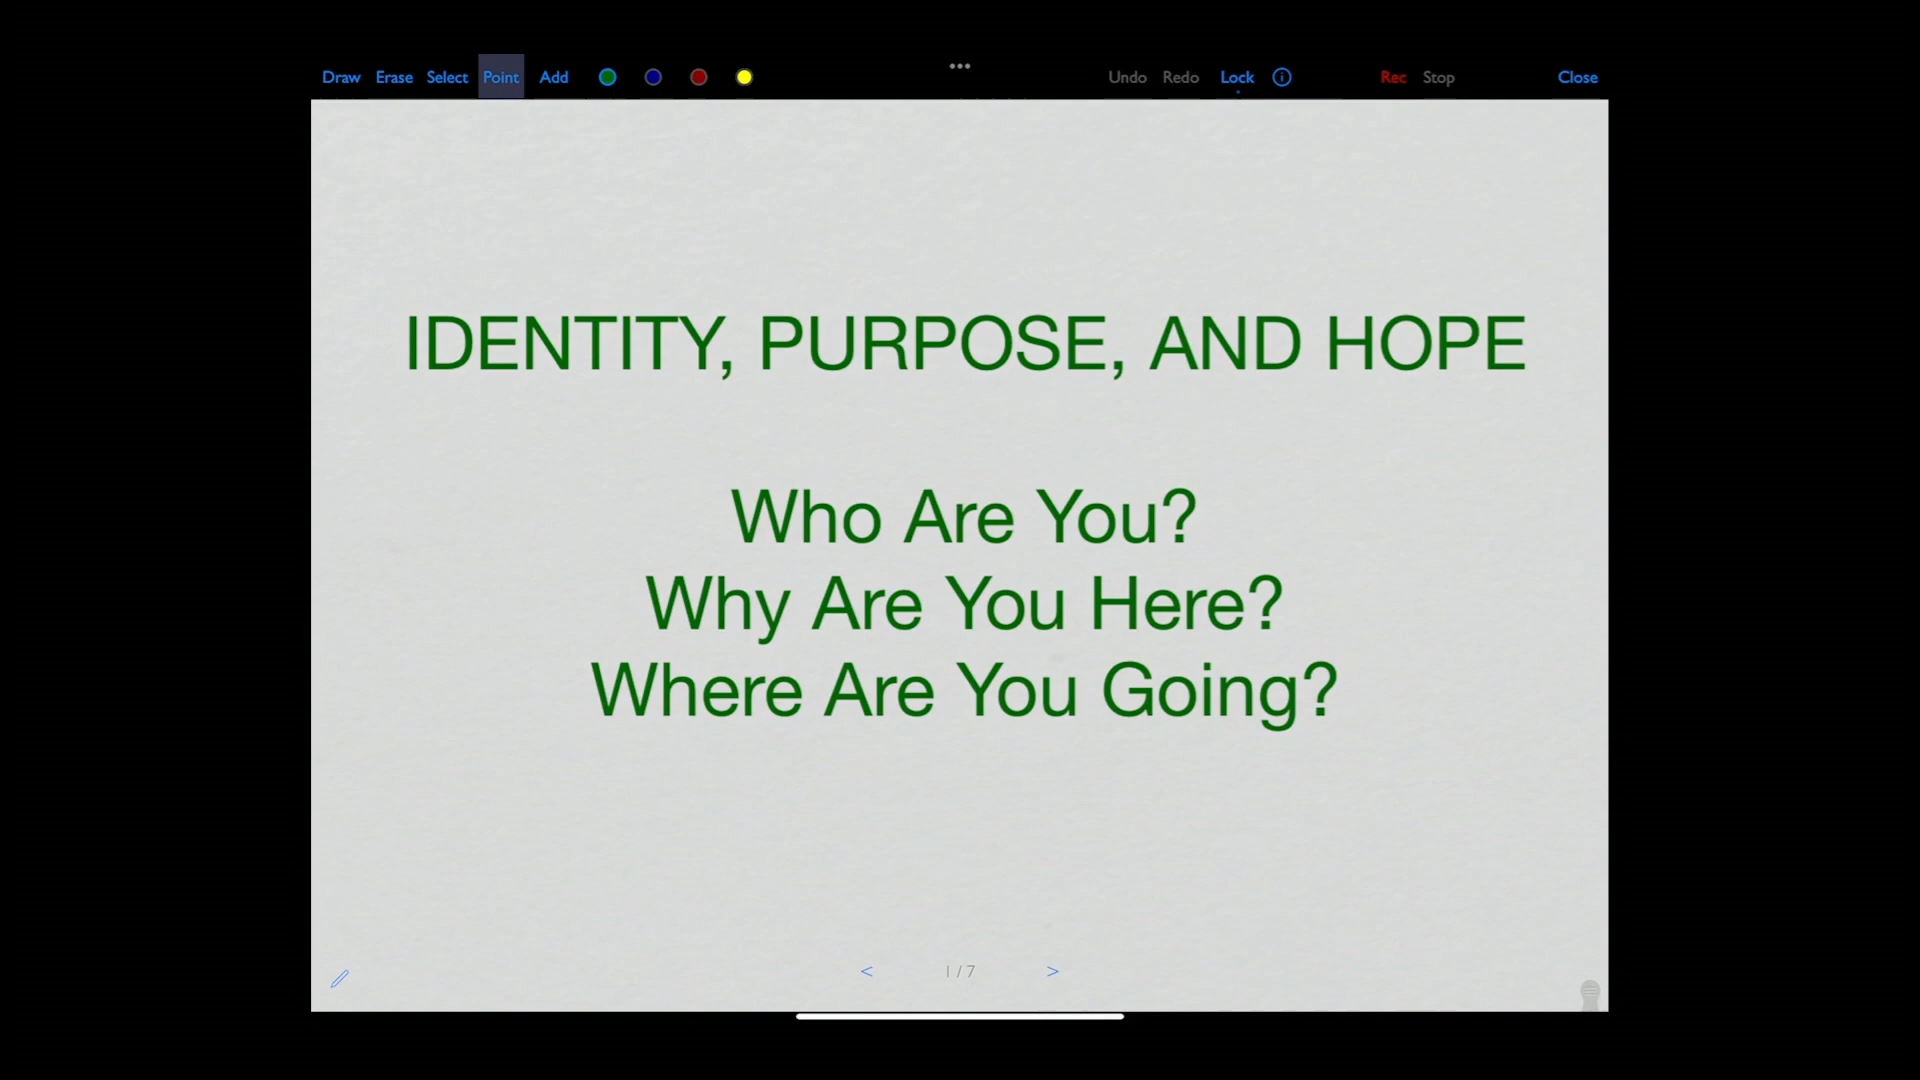 Draw Erase Select Point Add Undo Redo Lock Rec Stop Close
IDENTITY, PURPOSE, AND HOPE
Who Are You?
Why Are You Here?
Where Are You Going?
< 1 / 7 >